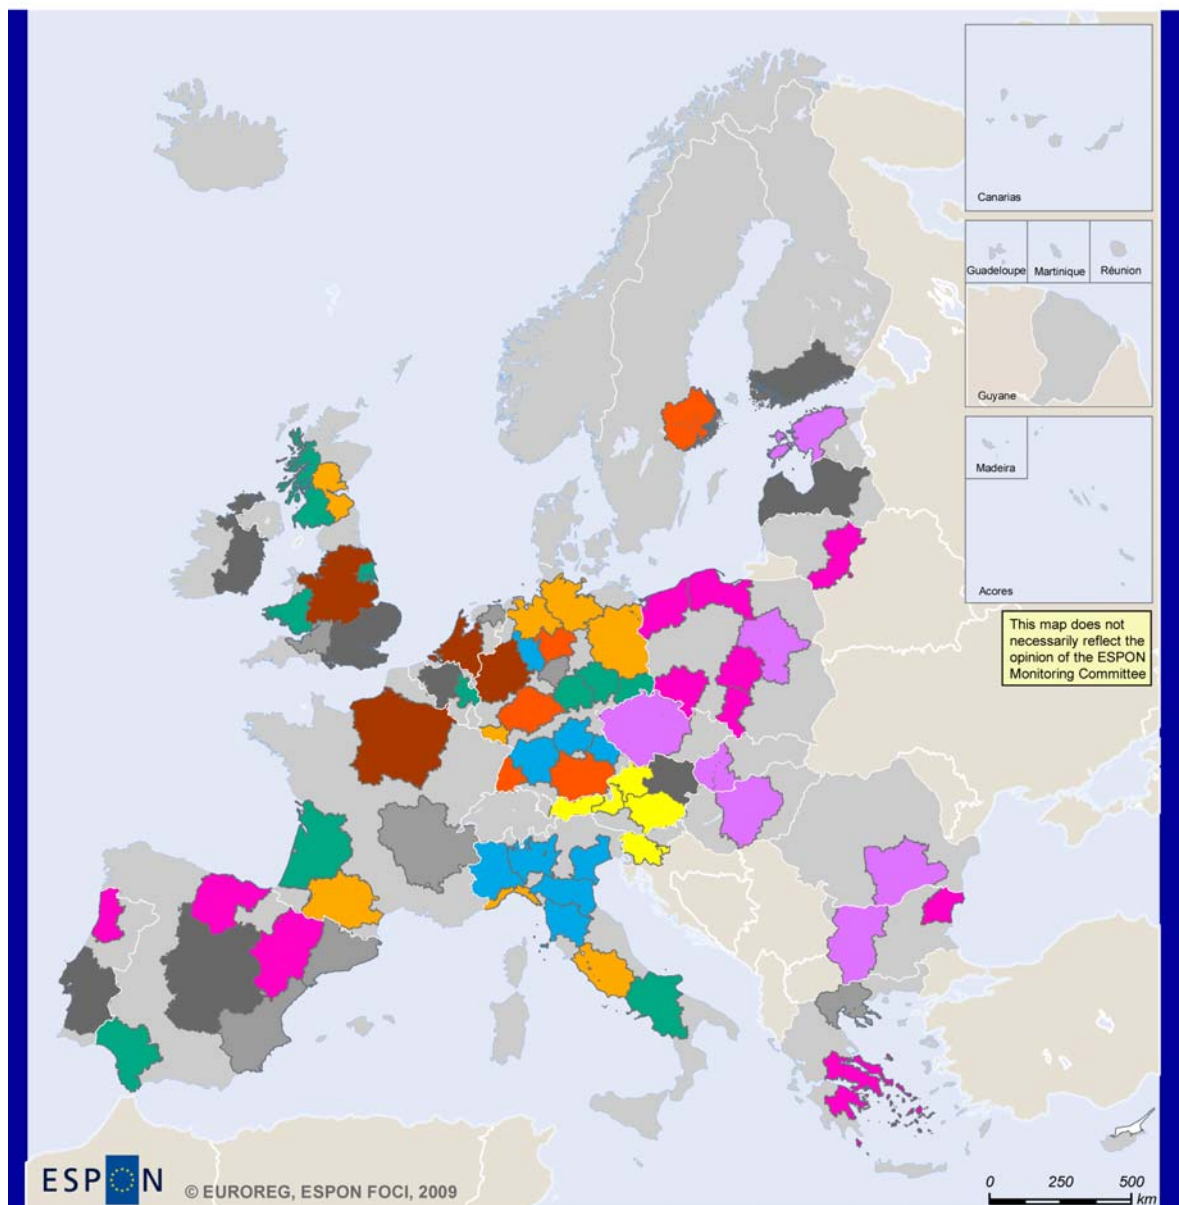 Canarias
Guadeloupe
Martinique
Réunion
Guyane
Madeira
Acores
This map does not
necessarily reflect the
opinion of the ESPON
Monitoring Committee
ESPON
© EUROREG, ESPON FOCI, 2009
0 250 500
km